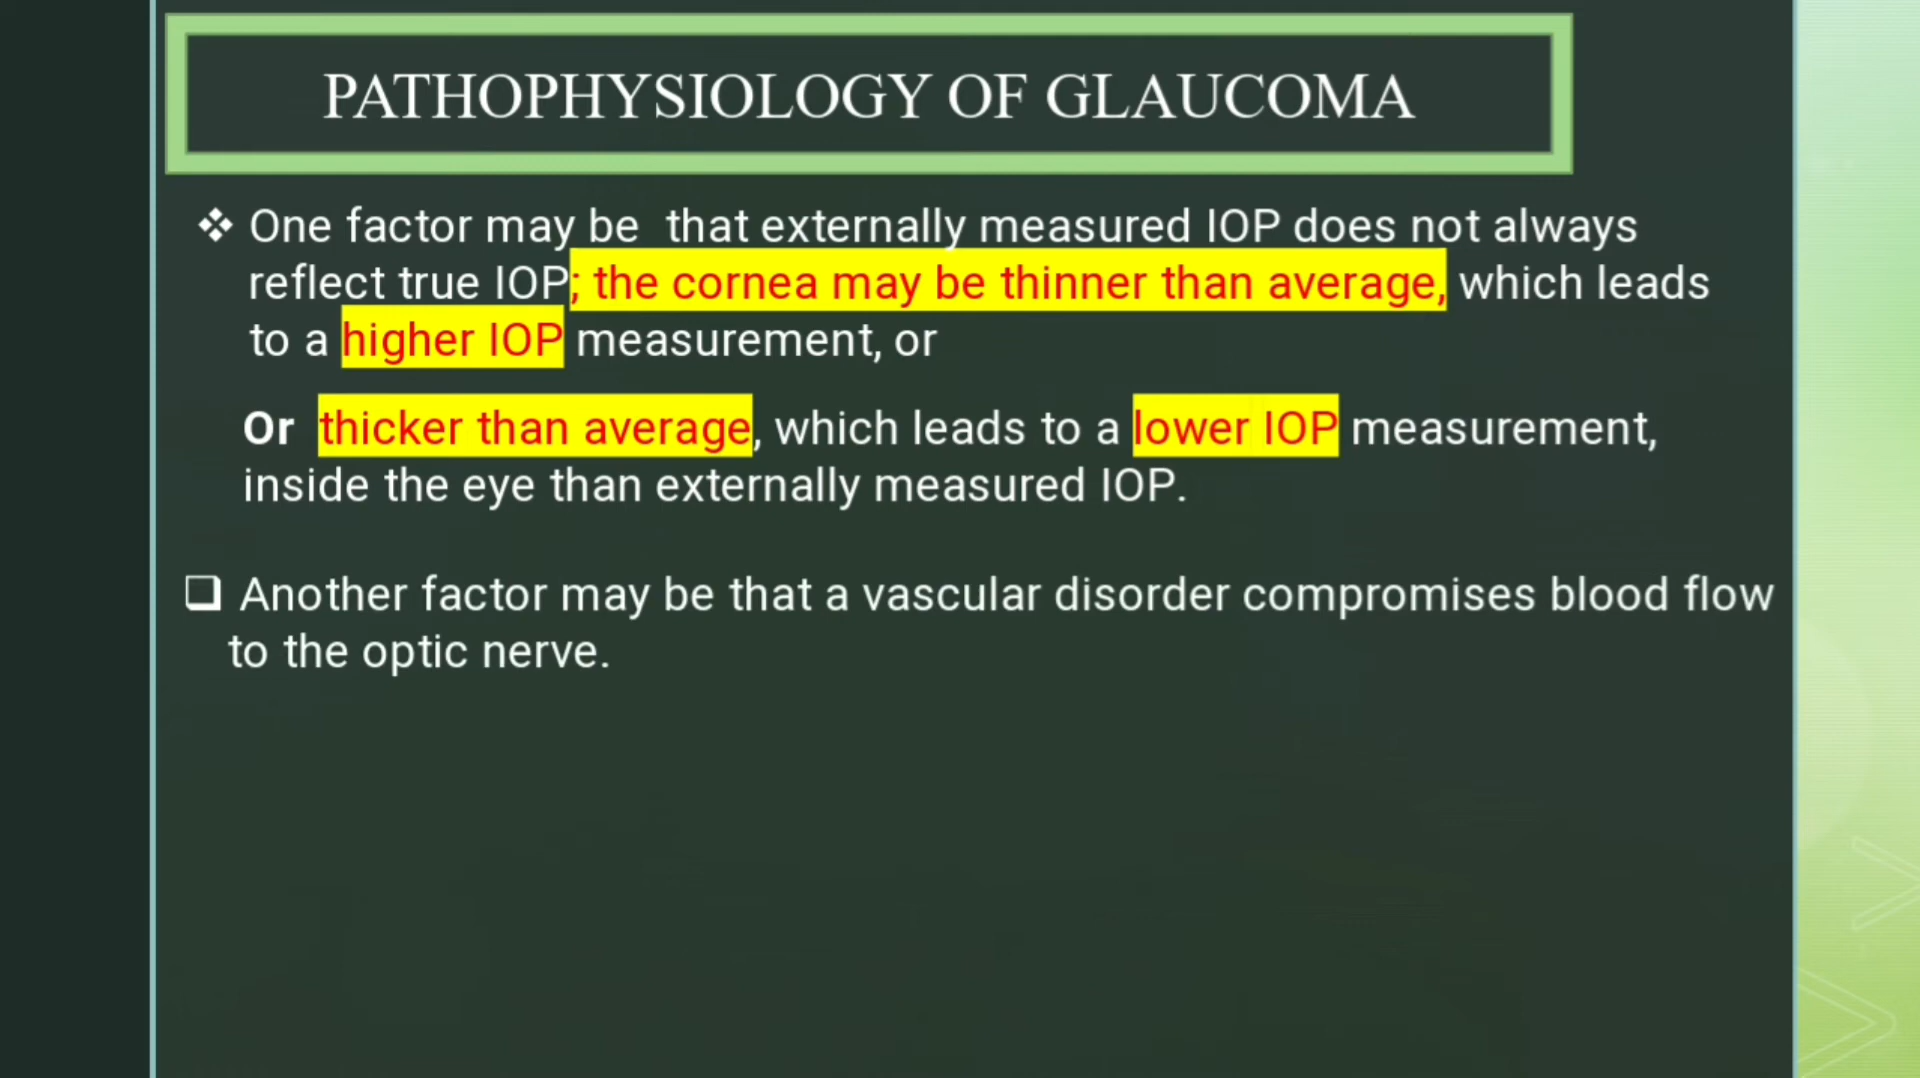 PATHOPHYSIOLOGY OF GLAUCOMA
❖ One factor may be that externally measured IOP does not always
reflect true IOP; the cornea may be thinner than average, which leads
to a higher IOP measurement, or
Or thicker than average, which leads to a lower IOP measurement,
inside the eye than externally measured IOP.
❑ Another factor may be that a vascular disorder compromises blood flow
to the optic nerve.